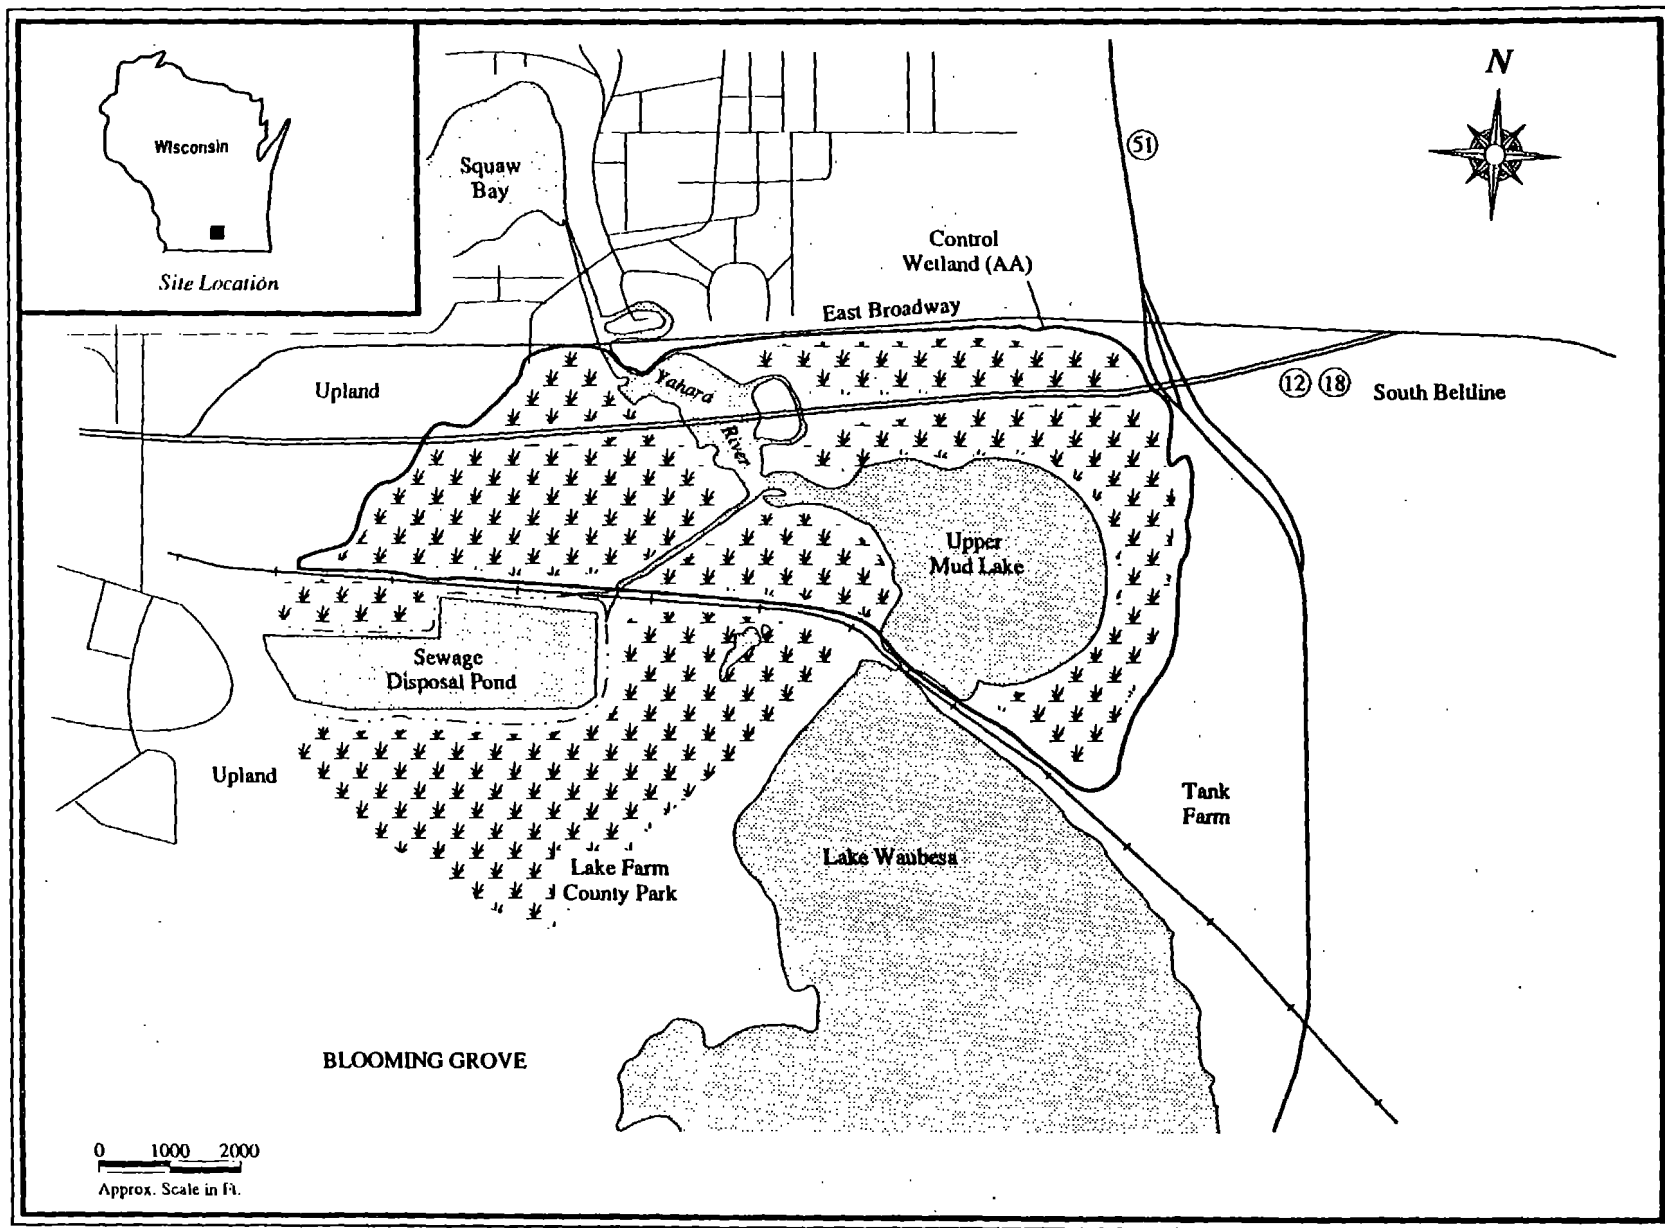 Wisconsin
Site Location
N
51
Squaw
Bay
Control
Wetland (AA)
East Broadway
Upland
Yahara
River
12 18
South Beltline
Upper
Mud Lake
Sewage
Disposal Pond
Upland
Tank
Farm
Lake Waubesa
Lake Farm
County Park
BLOOMING GROVE
0 1000 2000
Approx. Scale in Ft.